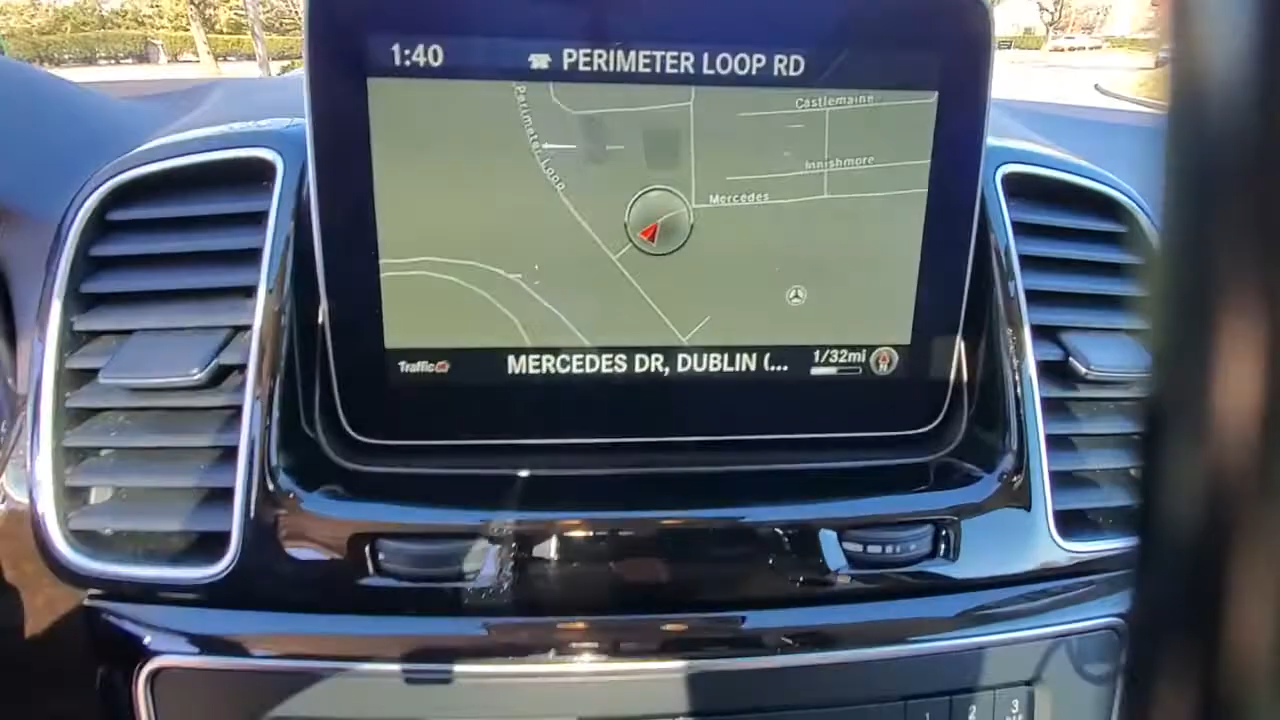 1:40
PERIMETER LOOP RD
Castlemaine
Perimeter Loop
Innishmore
Mercedes
Traffic
MERCEDES DR, DUBLIN (...
1/32mi
N
1
2
3